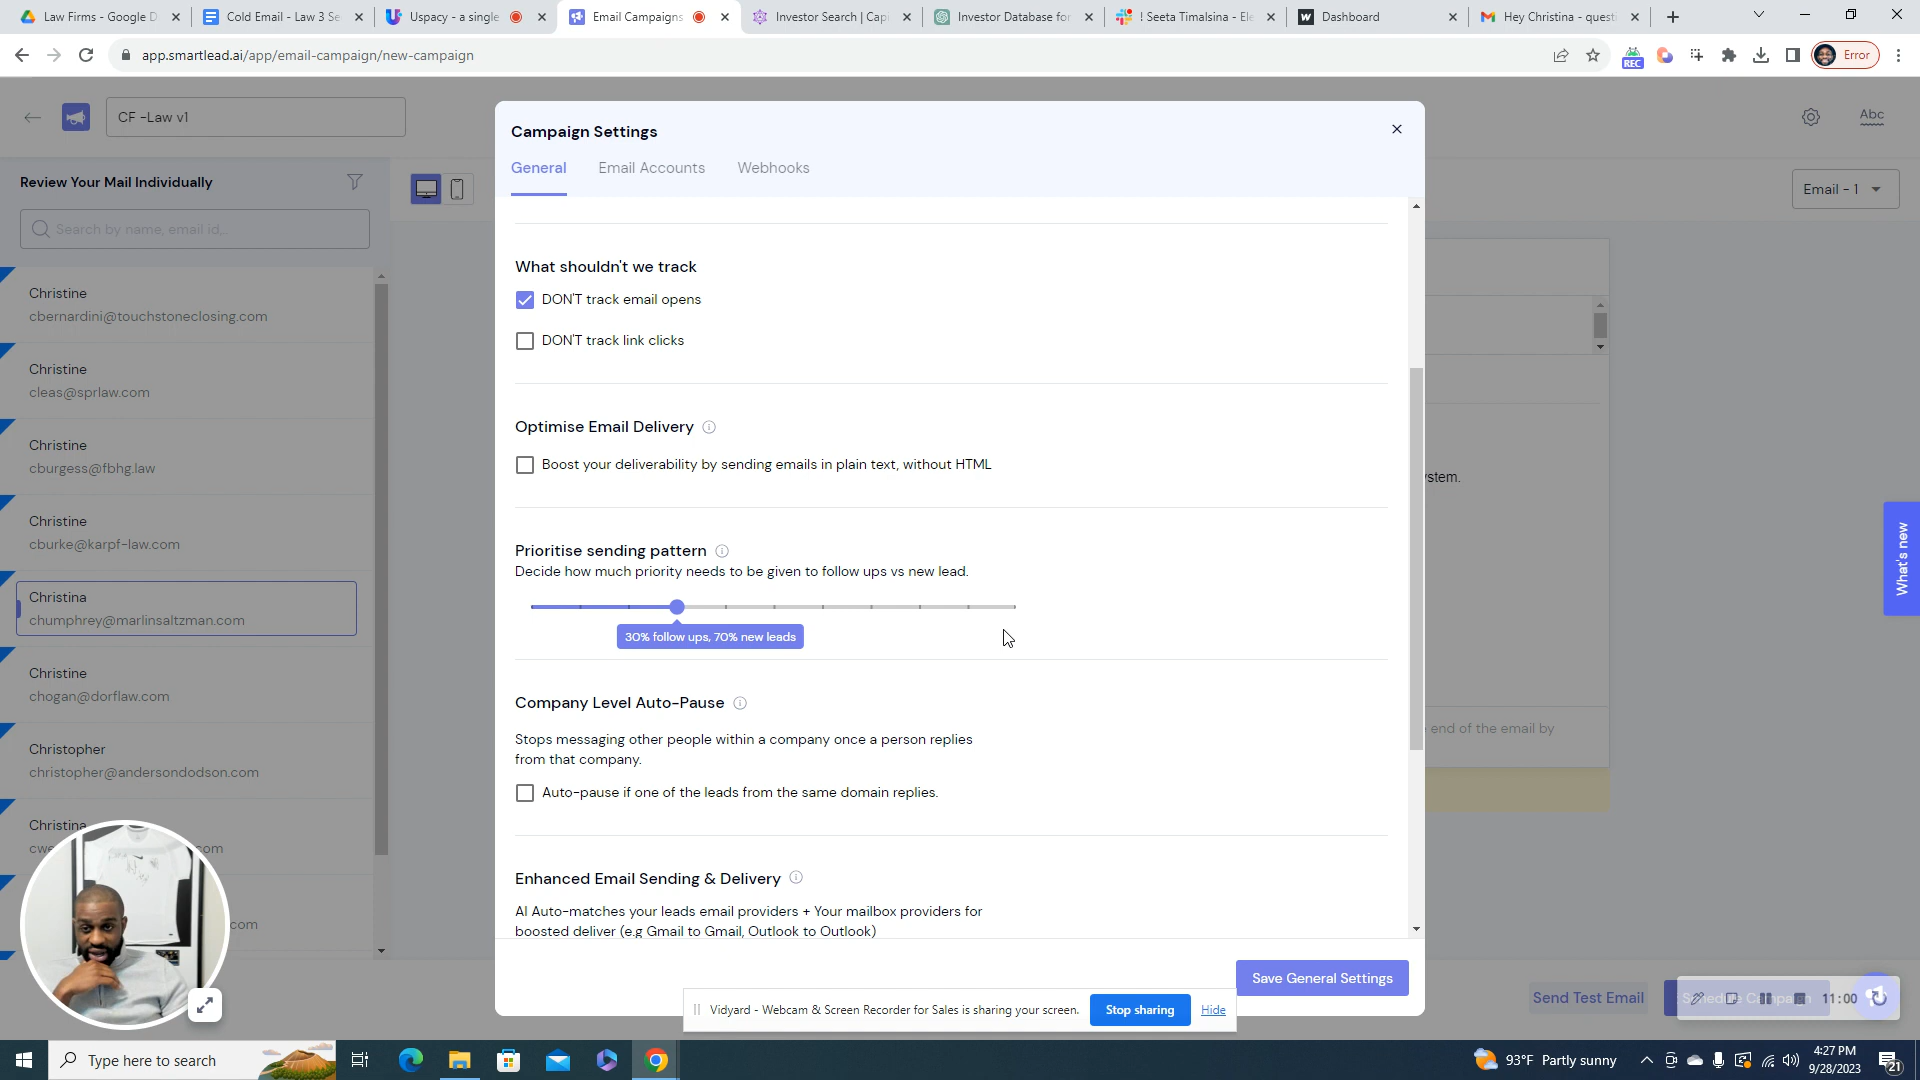 Law Firms - Google D
Cold Email - Law 3 Se
Uspacy - a single
Email Campaigns
Investor Search | Capi
Investor Database for
! Seeta Timalsina - Ele
Dashboard
Hey Christina - questi
app.smartlead.ai/app/email-campaign/new-campaign
REC
Error
CF -Law v1
Abc
Campaign Settings
General
Email Accounts
Webhooks
Review Your Mail Individually
Email - 1
Search by name, email id,..
Christine
cbernardini@touchstoneclosing.com
Christine
cleas@sprlaw.com
Christine
cburgess@fbhg.law
Christine
cburke@karpf-law.com
Christina
chumphrey@marlinsaltzman.com
Christine
chogan@dorflaw.com
Christopher
christopher@andersondodson.com
Christina
cwe
com
com
What shouldn't we track
DON'T track email opens
DON'T track link clicks
Optimise Email Delivery
Boost your deliverability by sending emails in plain text, without HTML
Prioritise sending pattern
Decide how much priority needs to be given to follow ups vs new lead.
30% follow ups, 70% new leads
Company Level Auto-Pause
Stops messaging other people within a company once a person replies
from that company.
Auto-pause if one of the leads from the same domain replies.
Enhanced Email Sending & Delivery
AI Auto-matches your leads email providers + Your mailbox providers for
boosted deliver (e.g Gmail to Gmail, Outlook to Outlook)
Save General Settings
stem.
end of the email by
What's new
Send Test Email
Schedule Campaign
11:00
Vidyard - Webcam & Screen Recorder for Sales is sharing your screen.
Stop sharing
Hide
Type here to search
93°F Partly sunny
4:27 PM
9/28/2023
21